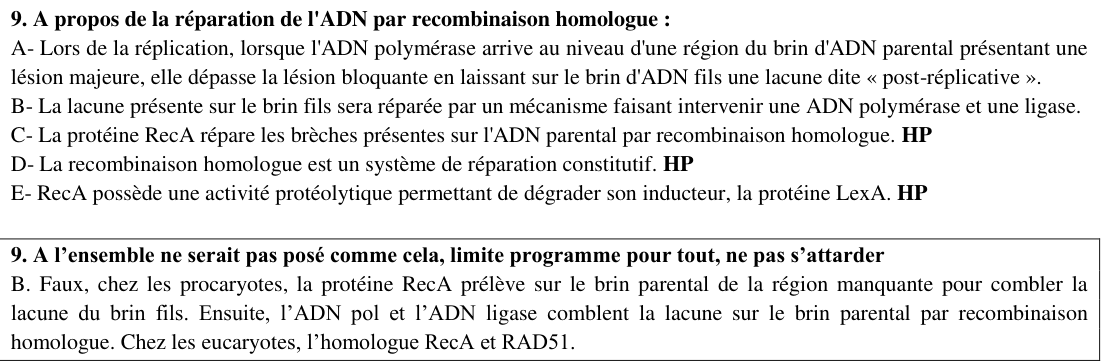 9. A propos de la réparation de l'ADN par recombinaison homologue :
A- Lors de la réplication, lorsque l'ADN polymérase arrive au niveau d'une région du brin d'ADN parental présentant une
lésion majeure, elle dépasse la lésion bloquante en laissant sur le brin d'ADN fils une lacune dite « post-réplicative ».
B- La lacune présente sur le brin fils sera réparée par un mécanisme faisant intervenir une ADN polymérase et une ligase.
C- La protéine RecA répare les brèches présentes sur l'ADN parental par recombinaison homologue. HP
D- La recombinaison homologue est un système de réparation constitutif. HP
E- RecA possède une activité protéolytique permettant de dégrader son inducteur, la protéine LexA. HP
9. A l’ensemble ne serait pas posé comme cela, limite programme pour tout, ne pas s’attarder
B. Faux, chez les procaryotes, la protéine RecA prélève sur le brin parental de la région manquante pour combler la
lacune du brin fils. Ensuite, l’ADN pol et l’ADN ligase comblent la lacune sur le brin parental par recombinaison
homologue. Chez les eucaryotes, l’homologue RecA et RAD51.